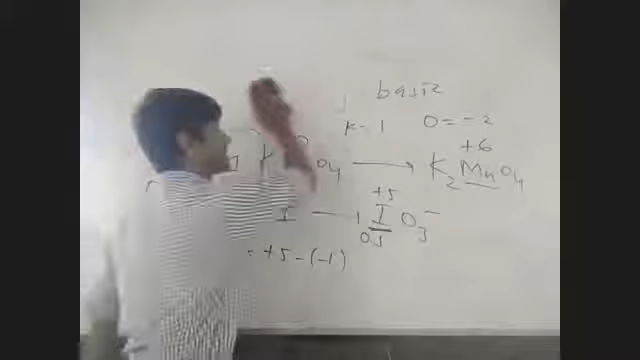 basic
K - 1 O = - 2
+6
K O4 → K2MnO4
+5
I → IO3 -
= +5 - (-1)